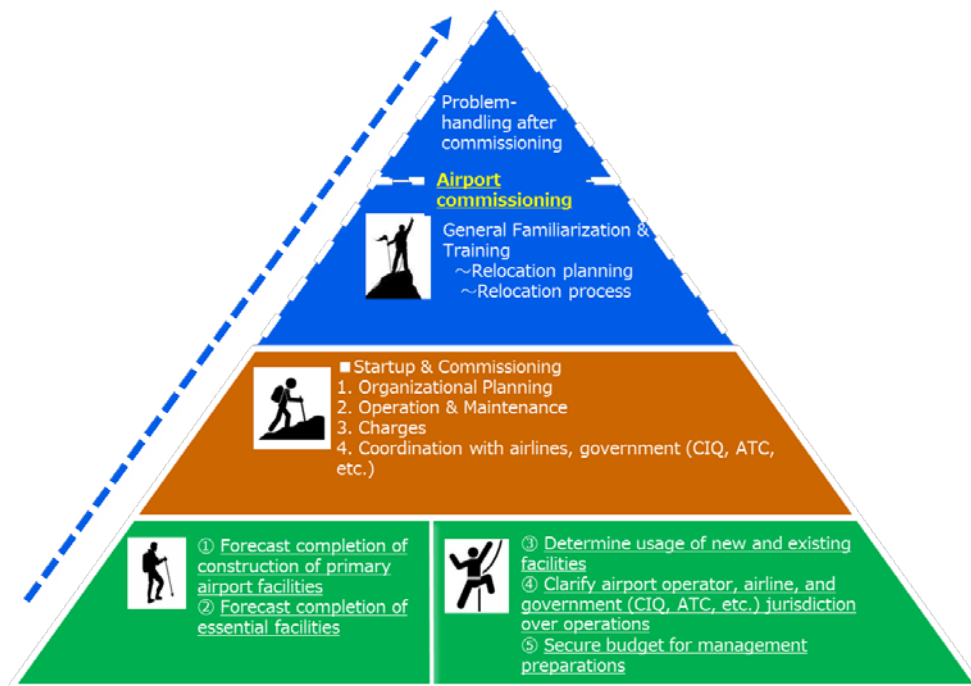 Problem-
handling after
commissioning
Airport
commissioning
General Familiarization &
Training
～Relocation planning
～Relocation process
■Startup & Commissioning
1. Organizational Planning
2. Operation & Maintenance
3. Charges
4. Coordination with airlines, government (CIQ, ATC,
etc.)
① Forecast completion of
construction of primary
airport facilities
② Forecast completion of
essential facilities
③ Determine usage of new and existing
facilities
④ Clarify airport operator, airline, and
government (CIQ, ATC, etc.) jurisdiction
over operations
⑤ Secure budget for management
preparations